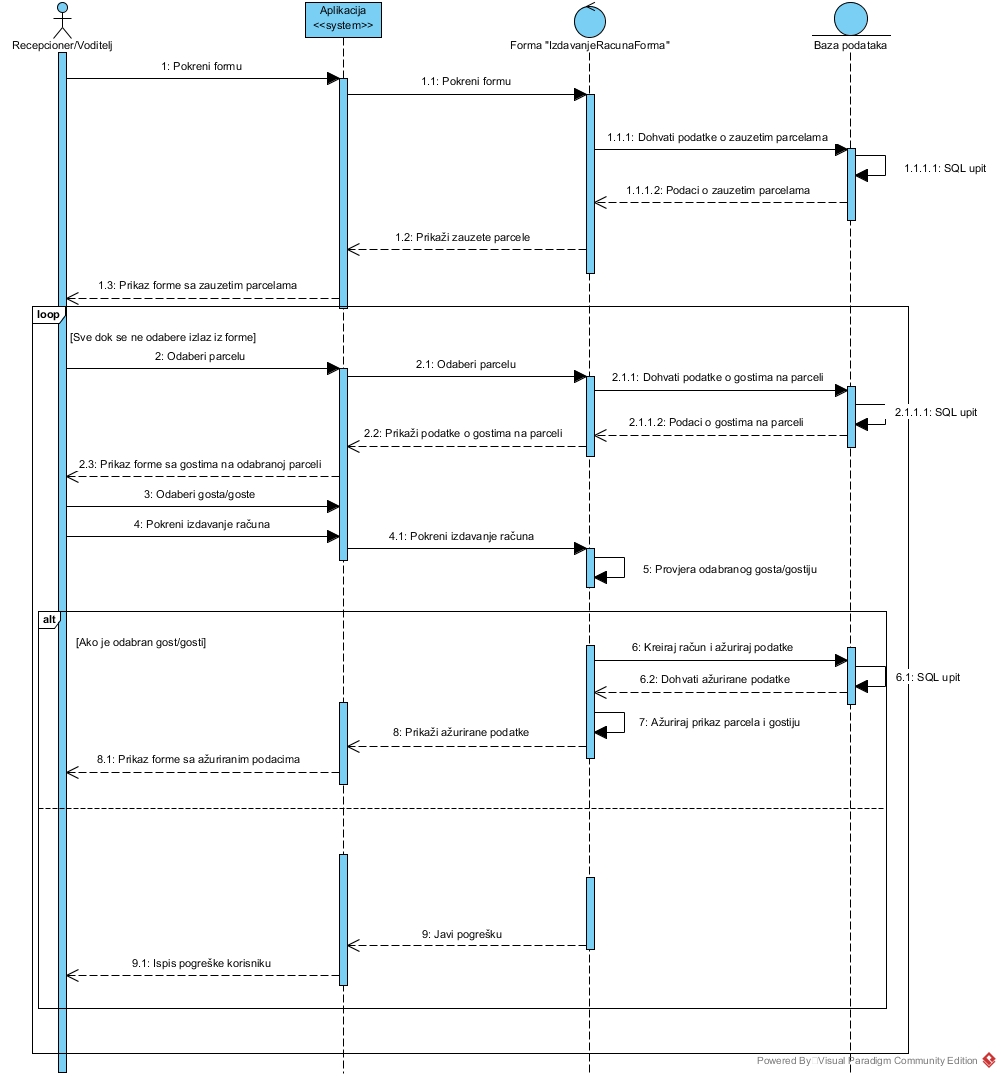 Recepcioner/Voditelj
Aplikacija
<<system>>
Forma "IzdavanjeRacunaForma"
Baza podataka
1: Pokreni formu
1.1: Pokreni formu
1.1.1: Dohvati podatke o zauzetim parcelama
1.1.1.1: SQL upit
1.1.1.2: Podaci o zauzetim parcelama
1.2: Prikaži zauzete parcele
1.3: Prikaz forme sa zauzetim parcelama
loop
[Sve dok se ne odabere izlaz iz forme]
2: Odaberi parcelu
2.1: Odaberi parcelu
2.1.1: Dohvati podatke o gostima na parceli
2.1.1.1: SQL upit
2.1.1.2: Podaci o gostima na parceli
2.2: Prikaži podatke o gostima na parceli
2.3: Prikaz forme sa gostima na odabranoj parceli
3: Odaberi gosta/goste
4: Pokreni izdavanje računa
4.1: Pokreni izdavanje računa
5: Provjera odabranog gosta/gostiju
alt
[Ako je odabran gost/gosti]
6: Kreiraj račun i ažuriraj podatke
6.1: SQL upit
6.2: Dohvati ažurirane podatke
7: Ažuriraj prikaz parcela i gostiju
8: Prikaži ažurirane podatke
8.1: Prikaz forme sa ažuriranim podacima
9: Javi pogrešku
9.1: Ispis pogreške korisniku
Powered By Visual Paradigm Community Edition